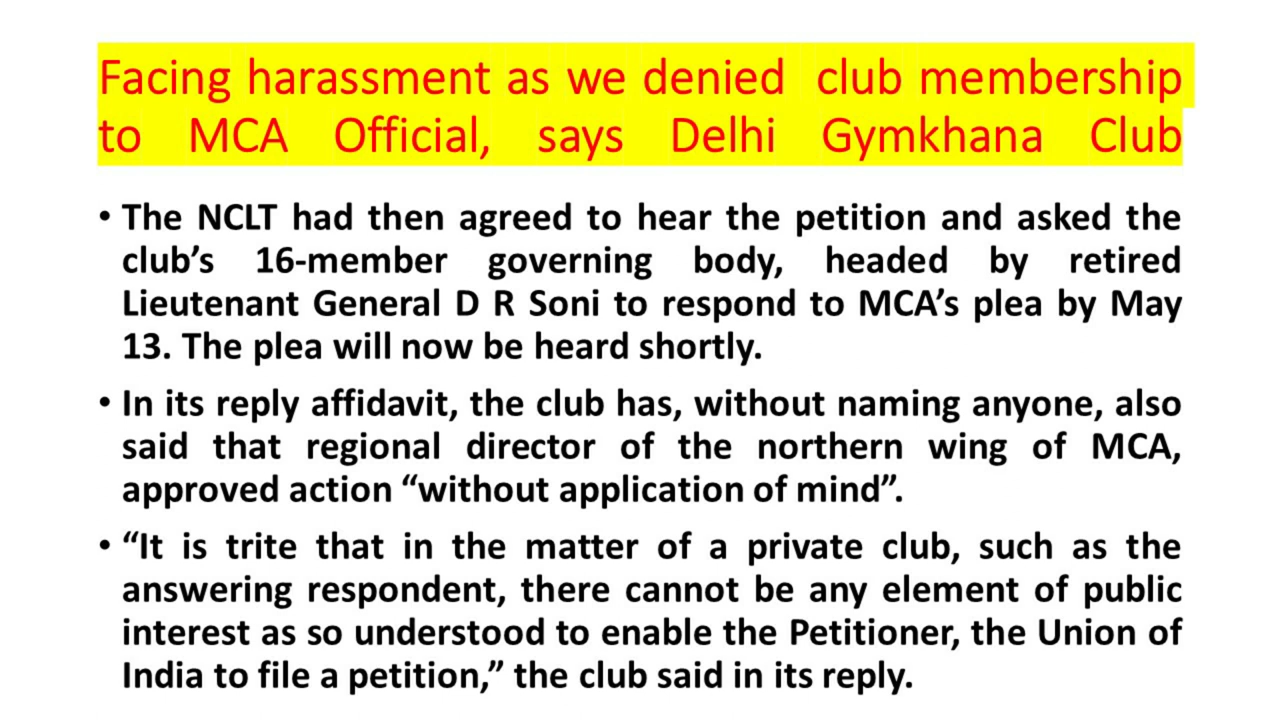 Facing harassment as we denied  club membership
to MCA Official, says Delhi Gymkhana Club
• The NCLT had then agreed to hear the petition and asked the
club’s 16-member governing body, headed by retired
Lieutenant General D R Soni to respond to MCA’s plea by May
13. The plea will now be heard shortly.
• In its reply affidavit, the club has, without naming anyone, also
said that regional director of the northern wing of MCA,
approved action “without application of mind”.
• “It is trite that in the matter of a private club, such as the
answering respondent, there cannot be any element of public
interest as so understood to enable the Petitioner, the Union of
India to file a petition,” the club said in its reply.